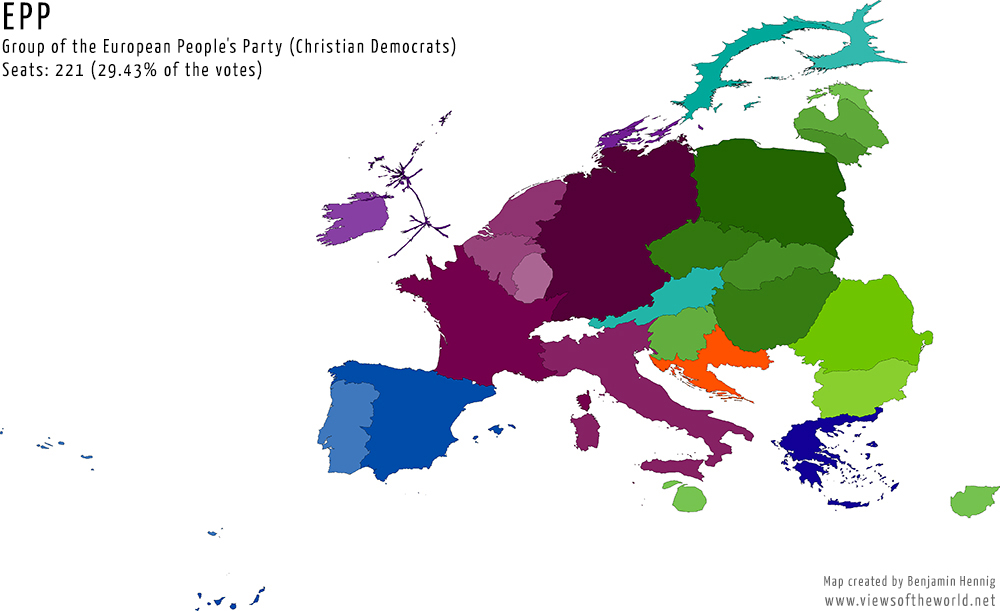 EPP
Group of the European People's Party (Christian Democrats)
Seats: 221 (29.43% of the votes)
Map created by Benjamin Hennig
www.viewsoftheworld.net